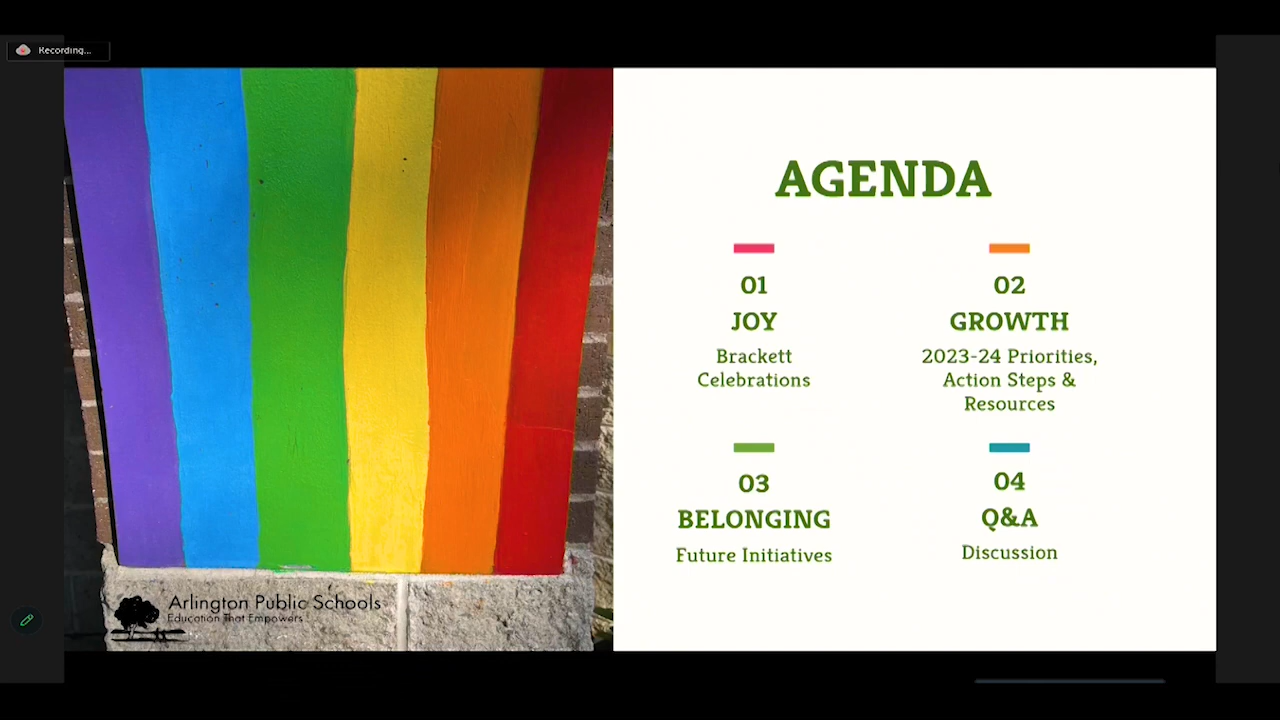 Recording...
AGENDA
01
JOY
Brackett
Celebrations
02
GROWTH
2023-24 Priorities,
Action Steps &
Resources
03
BELONGING
Future Initiatives
04
Q&A
Discussion
Arlington Public Schools
Education That Empowers